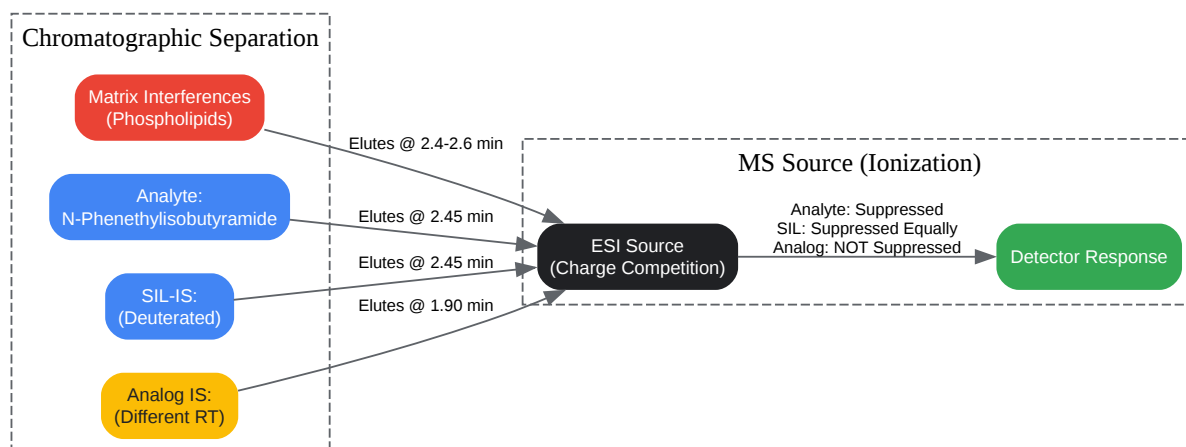 Chromatographic Separation
Matrix Interferences
(Phospholipids)
Elutes @ 2.4-2.6 min
MS Source (Ionization)
Analyte:
N-Phenethylisobutyramide
Elutes @ 2.45 min
Analyte: Suppressed
SIL: Suppressed Equally
Analog: NOT Suppressed
ESI Source
(Charge Competition)
Detector Response
Elutes @ 2.45 min
SIL-IS:
(Deuterated)
Elutes @ 1.90 min
Analog IS:
(Different RT)